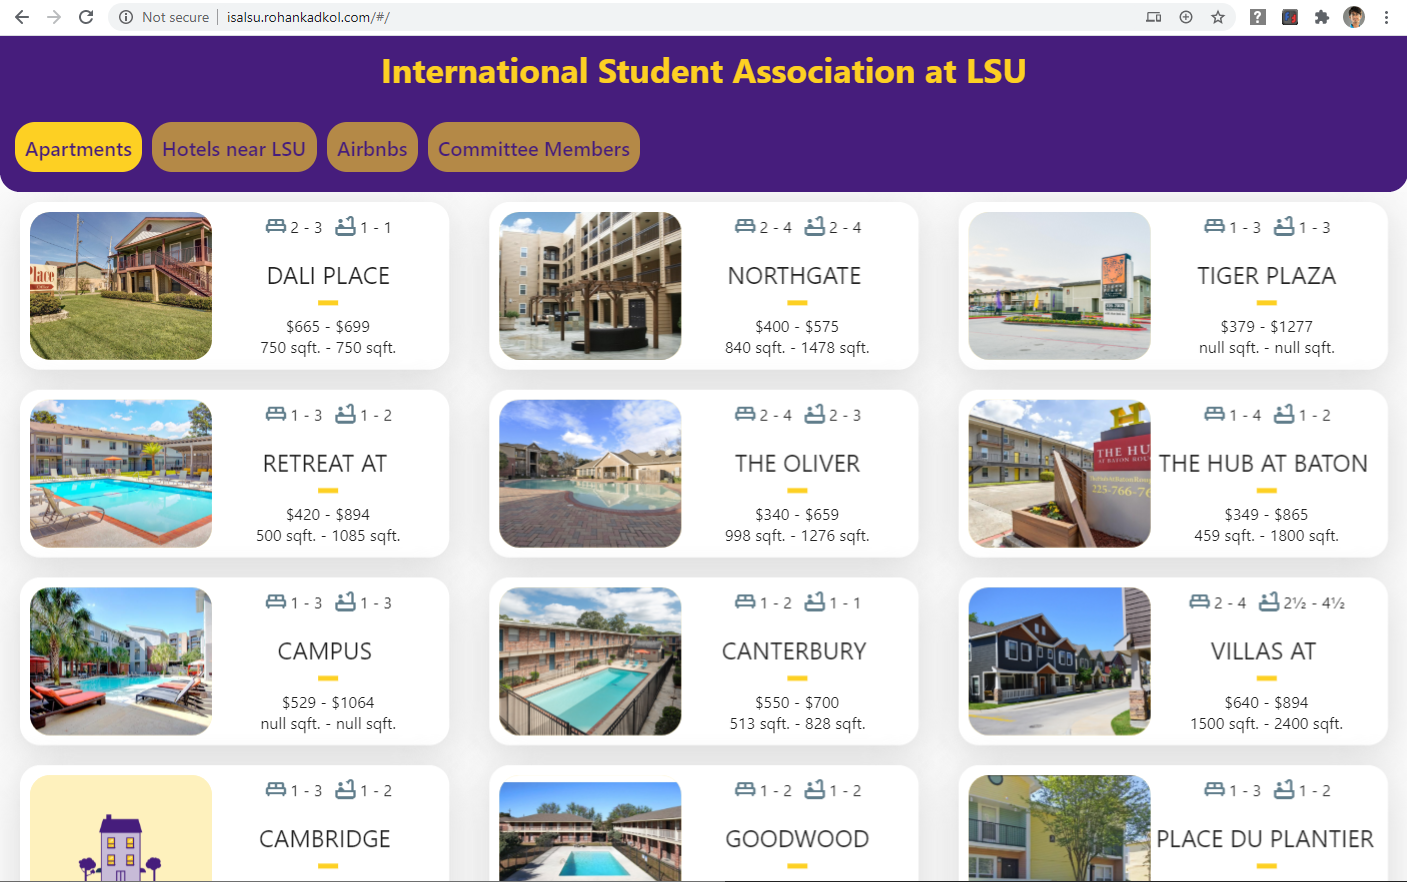 Not secure | isalsu.rohankadkol.com/#/
International Student Association at LSU
Apartments
Hotels near LSU
Airbnbs
Committee Members
Place
2 - 3 1 - 1
DALI PLACE
$665 - $699
750 sqft. - 750 sqft.
2 - 4 2 - 4
NORTHGATE
$400 - $575
840 sqft. - 1478 sqft.
1 - 3 1 - 3
TIGER PLAZA
$379 - $1277
null sqft. - null sqft.
1 - 3 1 - 2
RETREAT AT
$420 - $894
500 sqft. - 1085 sqft.
2 - 4 2 - 3
THE OLIVER
$340 - $659
998 sqft. - 1276 sqft.
H
THE HU
AT BATON ROU
225-766-76
1 - 4 1 - 2
THE HUB AT BATON
$349 - $865
459 sqft. - 1800 sqft.
1 - 3 1 - 3
CAMPUS
$529 - $1064
null sqft. - null sqft.
1 - 2 1 - 1
CANTERBURY
$550 - $700
513 sqft. - 828 sqft.
2 - 4 2½ - 4½
VILLAS AT
$640 - $894
1500 sqft. - 2400 sqft.
1 - 3 1 - 2
CAMBRIDGE
1 - 2 1 - 2
GOODWOOD
1 - 3 1 - 2
PLACE DU PLANTIER